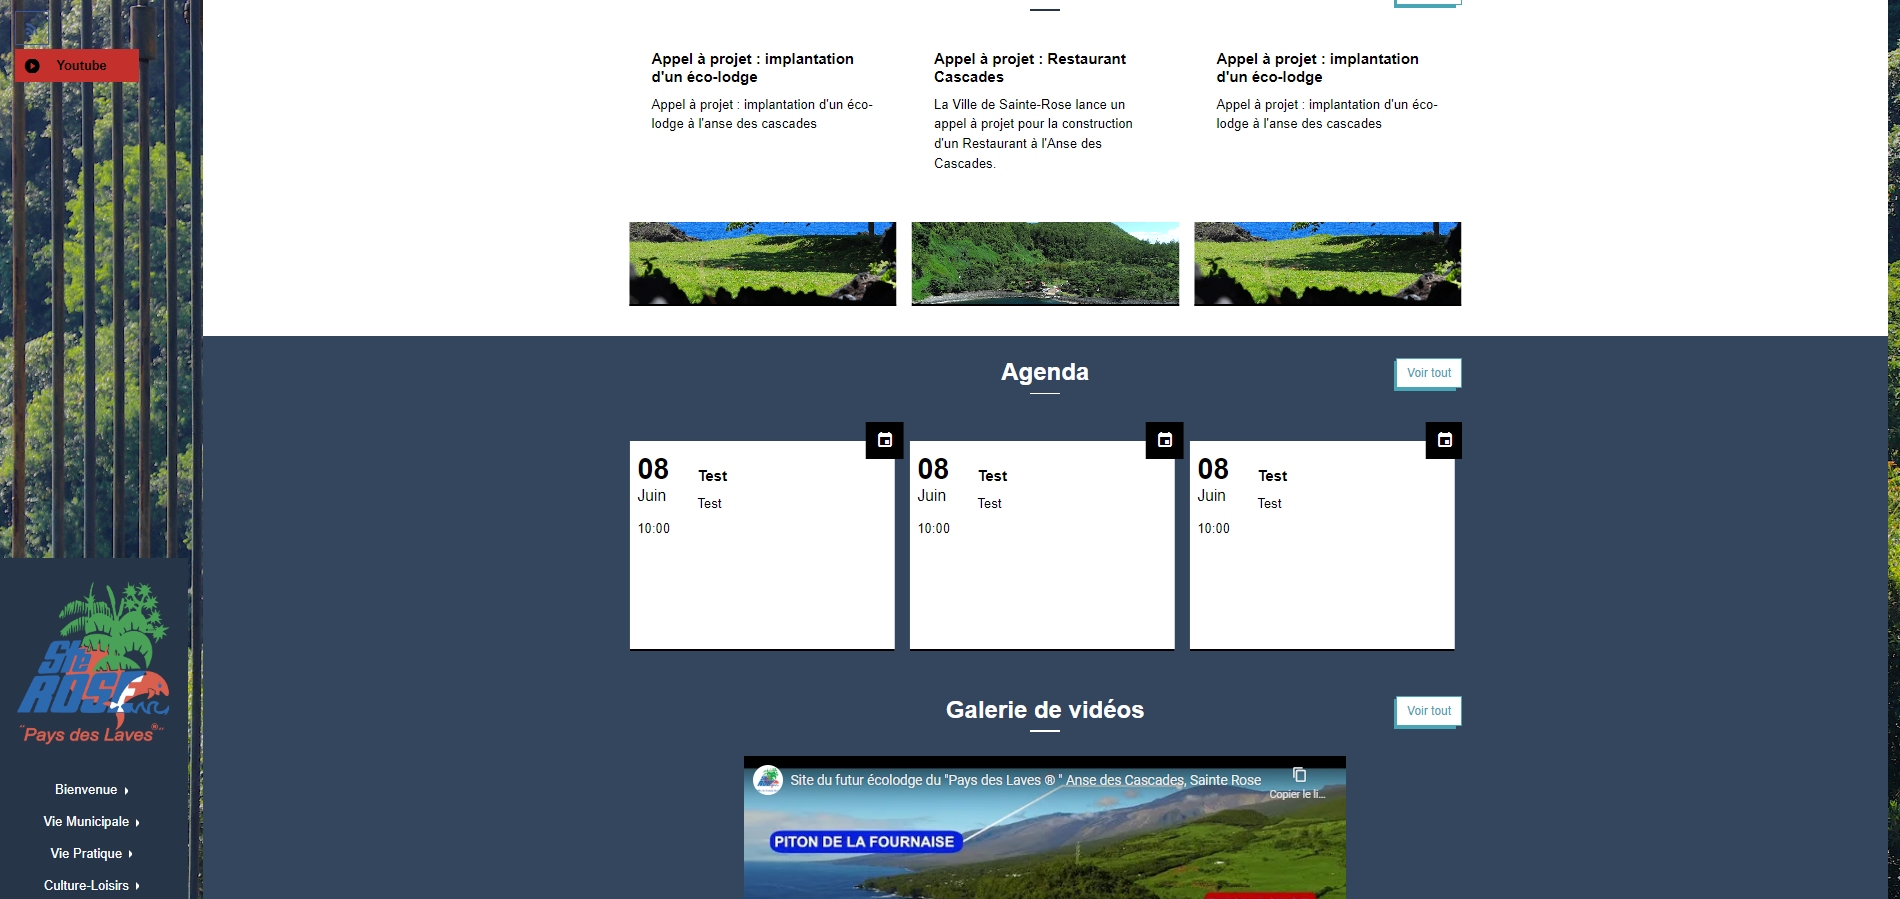 Youtube
Appel à projet : implantation
d'un éco-lodge
Appel à projet : implantation d'un éco-
lodge à l'anse des cascades
Appel à projet : Restaurant
Cascades
La Ville de Sainte-Rose lance un
appel à projet pour la construction
d'un Restaurant à l'Anse des
Cascades.
Appel à projet : implantation
d'un éco-lodge
Appel à projet : implantation d'un éco-
lodge à l'anse des cascades
Agenda
Voir tout
08
Juin
10:00
Test
Test
08
Juin
10:00
Test
Test
08
Juin
10:00
Test
Test
Galerie de vidéos
Voir tout
Site du futur écolodge du "Pays des Laves ® " Anse des Cascades, Sainte Rose
Copier le li...
PITON DE LA FOURNAISE
Ste
ROSE
"Pays des Laves®"
Bienvenue
Vie Municipale
Vie Pratique
Culture-Loisirs